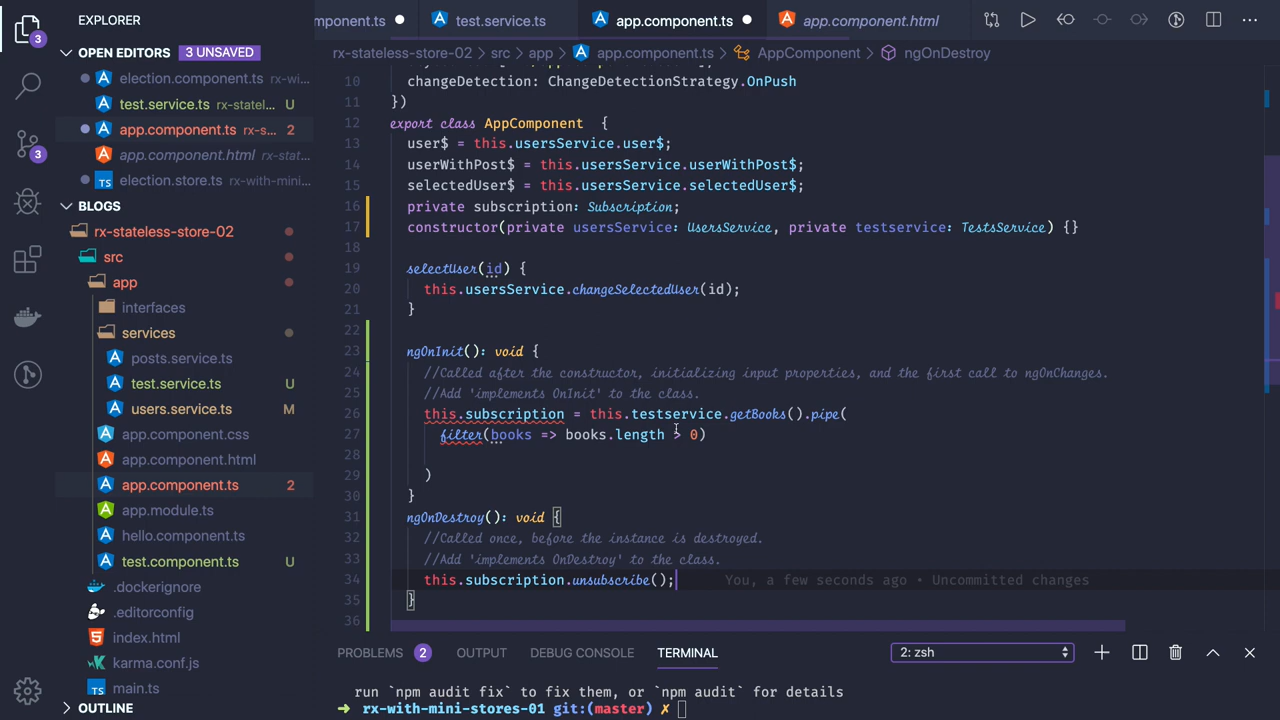 EXPLORER
mponent.ts
test.service.ts
app.component.ts
app.component.html
OPEN EDITORS 3 UNSAVED
rx-stateless-store-02 > src > app > app.component.ts > AppComponent > ngOnDestroy
election.component.ts rx-wi...
test.service.ts rx-statel... U
app.component.ts rx-s... 2
app.component.html rx-stat...
election.store.ts rx-with-mini...
BLOGS
rx-stateless-store-02
src
app
interfaces
services
posts.service.ts
test.service.ts U
users.service.ts M
app.component.css
app.component.html
app.component.ts 2
app.module.ts
hello.component.ts
test.component.ts U
.dockerignore
.editorconfig
index.html
karma.conf.js
main.ts
OUTLINE
3
3
10 changeDetection: ChangeDetectionStrategy.OnPush
11 })
12 export class AppComponent {
13 user$ = this.usersService.user$;
14 userWithPost$ = this.usersService.userWithPost$;
15 selectedUser$ = this.usersService.selectedUser$;
16 private subscription: Subscription;
17 constructor(private usersService: UsersService, private testservice: TestsService) {}
18
19 selectUser(id) {
20 this.usersService.changeSelectedUser(id);
21 }
22
23 ngOnInit(): void {
24 //Called after the constructor, initializing input properties, and the first call to ngOnChanges.
25 //Add 'implements OnInit' to the class.
26 this.subscription = this.testservice.getBooks().pipe(
27 filter(books => books.length > 0)
28
29 )
30 }
31 ngOnDestroy(): void {
32 //Called once, before the instance is destroyed.
33 //Add 'implements OnDestroy' to the class.
34 this.subscription.unsubscribe(); You, a few seconds ago • Uncommitted changes
35 }
36
PROBLEMS 2 OUTPUT DEBUG CONSOLE TERMINAL 2: zsh
run `npm audit fix` to fix them, or `npm audit` for details
➜ rx-with-mini-stores-01 git:(master) ✗